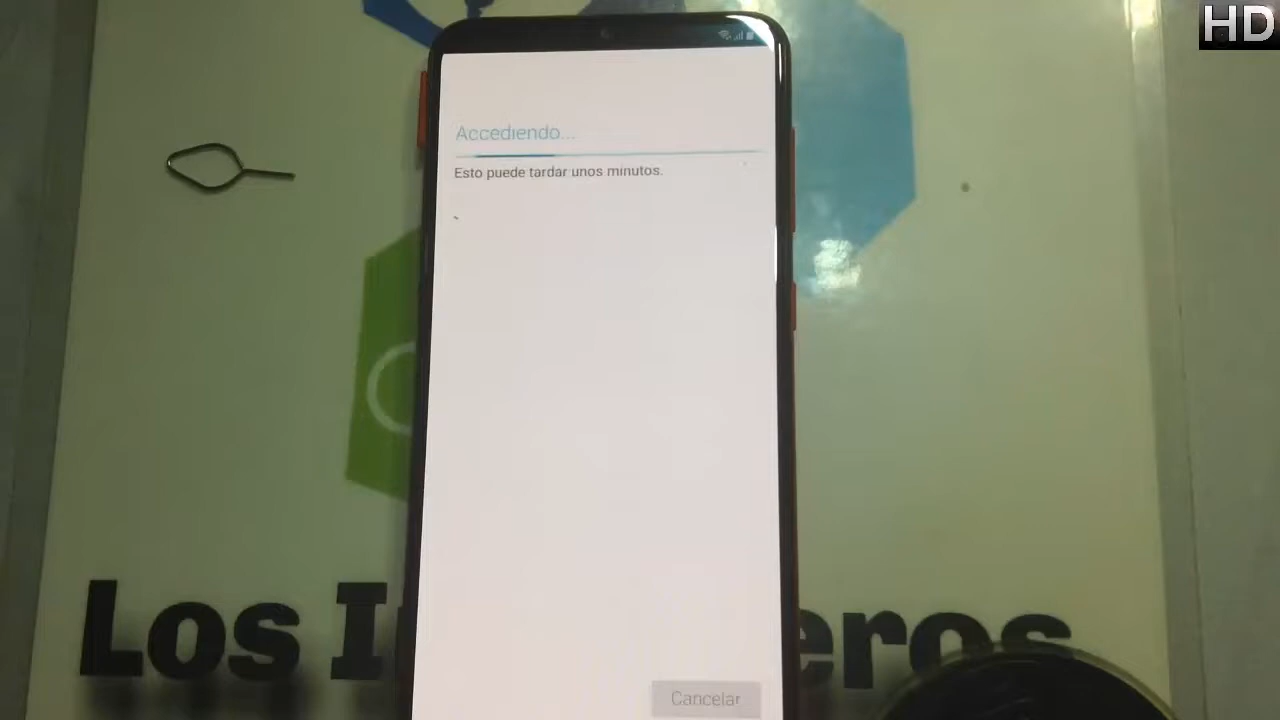 HD
Accediendo...
Esto puede tardar unos minutos.
Los
eros
Cancelar